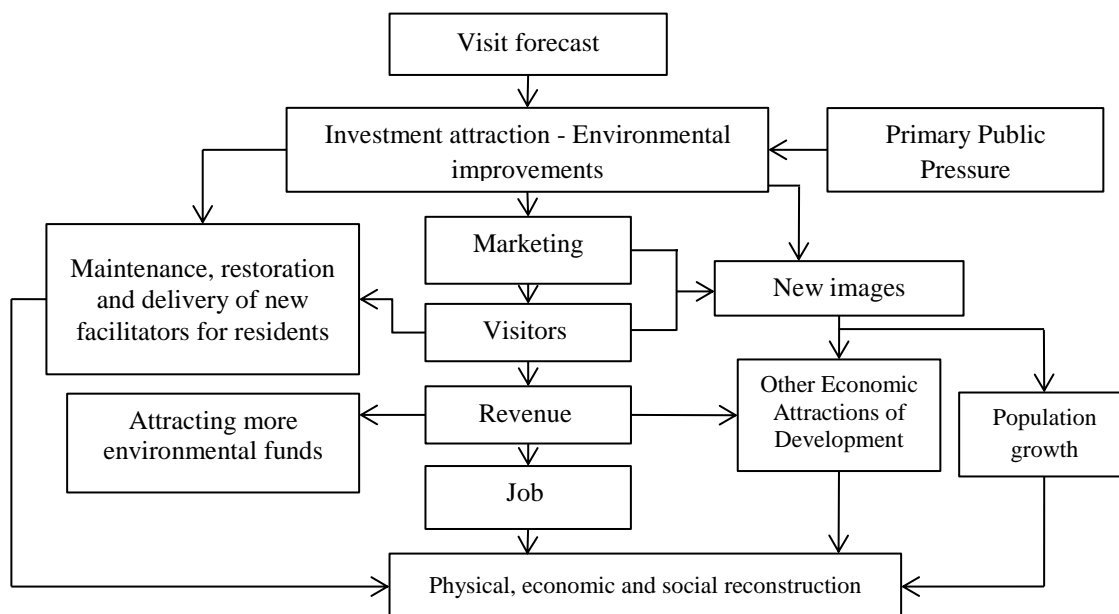 Visit forecast
Investment attraction - Environmental
improvements
Primary Public
Pressure
Marketing
Maintenance, restoration
and delivery of new
facilitators for residents
New images
Visitors
Other Economic
Attractions of
Development
Revenue
Attracting more
environmental funds
Population
growth
Job
Physical, economic and social reconstruction